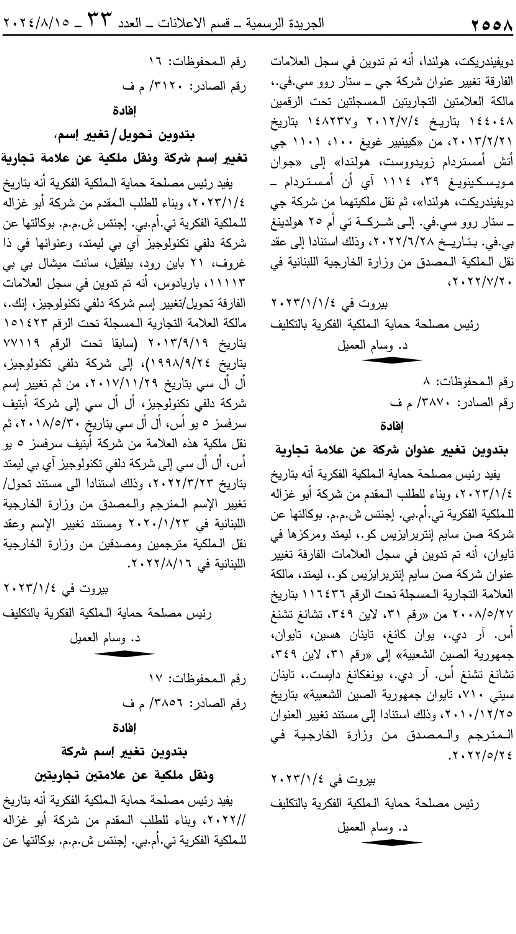 ٢٥٥٨
الجريدة الرسمية ــ قسم الاعلانات ــ العدد ٣٣ ــ ٢٠٢٤/٨/١٥
دويفيندريكت، هولندا، أنه تم تدوين في سجل العلامات
الفارقة تغيير عنوان شركة جي ــ ستار روو سي.في.،
مالكة العلامتين التجاريتين المسجلتين تحت الرقمين
١٤٤٠٤٨ بتاريخ ٢٠١٢/٧/٤ و١٤٨٢٣٧ بتاريخ
٢٠١٣/٢/٢١، من «كيينبير غويغ ١٠٠، ١١٠١ جي
أتش أمستردام زويدووست، هولندا» إلى «جوان
مويسكينويغ ٣٩، ١١١٤ آي أن أمستردام ــ
دويفيندريكت، هولندا»، ثم نقل ملكيتهما من شركة جي
ــ ستار روو سي.في. إلى شركة تي أم ٢٥ هولدينغ
بي.في. بتاريخ ٢٠٢٢/٦/٢٨، وذلك استنادا إلى عقد
نقل الملكية المصدق من وزارة الخارجية اللبنانية في
٢٠٢٢/٧/٢٠،
بيروت في ٢٠٢٣/١/١/٤
رئيس مصلحة حماية الملكية الفكرية بالتكليف
د. وسام العميل
رقم المحفوظات: ٨
رقم الصادر: ٣٨٧٠/ م ف
إفادة
بتدوين تغيير عنوان شركة عن علامة تجارية
يفيد رئيس مصلحة حماية الملكية الفكرية أنه بتاريخ
٢٠٢٣/١/٤، وبناء للطلب المقدم من شركة أبو غزاله
للملكية الفكرية تي.أم.بي. إجنتس ش.م.م. بوكالتها عن
شركة صن سايم إنتربرايزيس كو.، ليمتد ومركزها في
تايوان، أنه تم تدوين في سجل العلامات الفارقة تغيير
عنوان شركة صن سايم إنتربرايزيس كو.، ليمتد، مالكة
العلامة التجارية المسجلة تحت الرقم ١١٦٤٣٦ بتاريخ
٢٠٠٨/٥/٢٧ من «رقم ٣١، لاين ٣٤٩، تشانغ تشنغ
أس. آر دي.، يوان كانغ، تاينان هسين، تايوان،
جمهورية الصين الشعبية» إلى «رقم ٣١، لاين ٣٤٩،
تشانغ تشنغ أس. آر دي.، يونغكانغ دايست.، تاينان
سيتي ٧١٠، تايوان جمهورية الصين الشعبية» بتاريخ
٢٠١٠/١٢/٢٥، وذلك استنادا إلى مستند تغيير العنوان
المترجم والمصدق من وزارة الخارجية في
٢٠٢٢/٥/٢٤.
بيروت في ٢٠٢٣/١/٤
رئيس مصلحة حماية الملكية الفكرية بالتكليف
د. وسام العميل
رقم المحفوظات: ١٦
رقم الصادر: ٣١٢٠/ م ف
إفادة
بتدوين تحويل/تغيير إسم،
تغيير إسم شركة ونقل ملكية عن علامة تجارية
يفيد رئيس مصلحة حماية الملكية الفكرية أنه بتاريخ
٢٠٢٣/١/٤، وبناء للطلب المقدم من شركة أبو غزاله
للملكية الفكرية تي.أم.بي. إجنتس ش.م.م. بوكالتها عن
شركة دلفي تكنولوجيز آي بي ليمتد، وعنوانها في ذا
غروف، ٢١ باين رود، بيلفيل، سانت ميشال بي بي
١١١١٣، باربادوس، أنه تم تدوين في سجل العلامات
الفارقة تحويل/تغيير إسم شركة دلفي تكنولوجيز، إنك.،
مالكة العلامة التجارية المسجلة تحت الرقم ١٥١٤٢٣
بتاريخ ٢٠١٣/٩/١٩ (سابقا تحت الرقم ٧٧١١٩
بتاريخ ١٩٩٨/٩/٢٤)، إلى شركة دلفي تكنولوجيز،
أل أل سي بتاريخ ٢٠١٧/١١/٢٩، من ثم تغيير إسم
شركة دلفي تكنولوجيز، أل أل سي إلى شركة أبتيف
سرفسز ٥ يو أس، أل أل سي بتاريخ ٢٠١٨/٥/٣٠، ثم
نقل ملكية هذه العلامة من شركة أبتيف سرفسز ٥ يو
أس، أل أل سي إلى شركة دلفي تكنولوجيز آي بي ليمتد
بتاريخ ٢٠٢٢/٣/٢٣، وذلك استنادا الى مستند تحول/
تغيير الإسم المترجم والمصدق من وزارة الخارجية
اللبنانية في ٢٠٢٠/١/٢٣ ومستند تغيير الإسم وعقد
نقل الملكية مترجمين ومصدقين من وزارة الخارجية
اللبنانية في ٢٠٢٢/٨/١٦.
بيروت في ٢٠٢٣/١/٤
رئيس مصلحة حماية الملكية الفكرية بالتكليف
د. وسام العميل
رقم المحفوظات: ١٧
رقم الصادر: ٣٨٥٦/ م ف
إفادة
بتدوين تغيير إسم شركة
ونقل ملكية عن علامتين تجاريتين
يفيد رئيس مصلحة حماية الملكية الفكرية أنه بتاريخ
//٢٠٢٢، وبناء للطلب المقدم من شركة أبو غزاله
للملكية الفكرية تي.أم.بي. إجنتس ش.م.م. بوكالتها عن